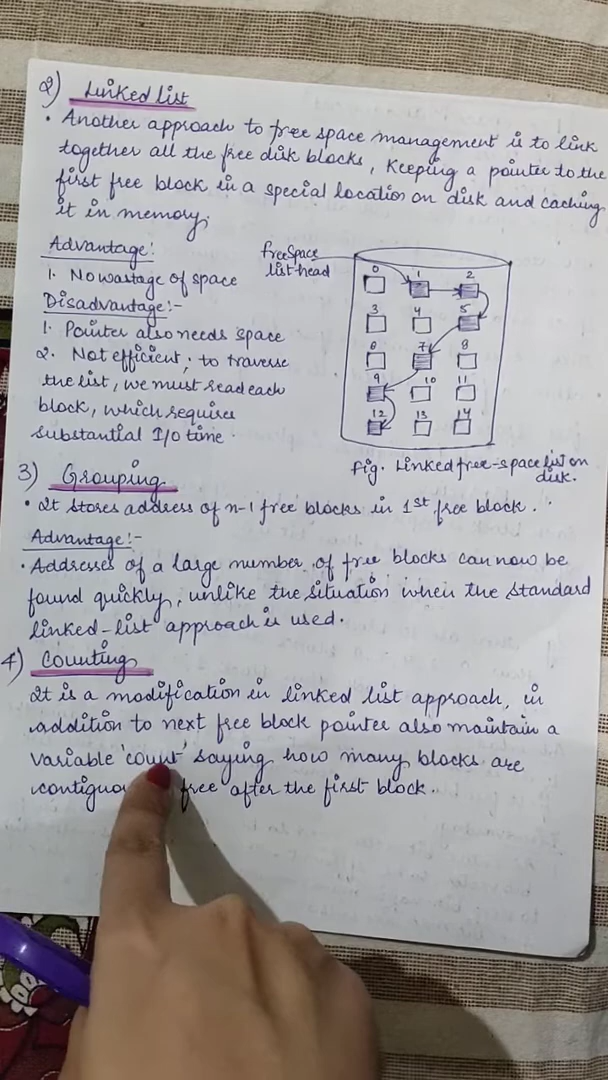 2) Linked List
• Another approach to free space management is to link
together all the free disk blocks, Keeping a pointer to the
first free block in a special location on disk and caching
it in memory.
Advantage:
1. No wastage of space
Disadvantage:-
1. Pointer also needs space
2. Not efficient; to traverse
the list, we must read each
block, which requires
substantial I/O time.
free space
list head
0 1 2
3 4 5
6 7 8
9 10 11
12 13 14
fig. Linked free-space list on
disk.
3) Grouping
• It stores address of n-1 free blocks in 1st free block.
Advantage:-
• Addresses of a large number of free blocks can now be
found quickly, unlike the situation when the standard
linked-list approach is used.
4) Counting
It is a modification in linked list approach, in
addition to next free block pointer also maintain a
variable 'count' saying how many blocks are
contiguo free after the first block.